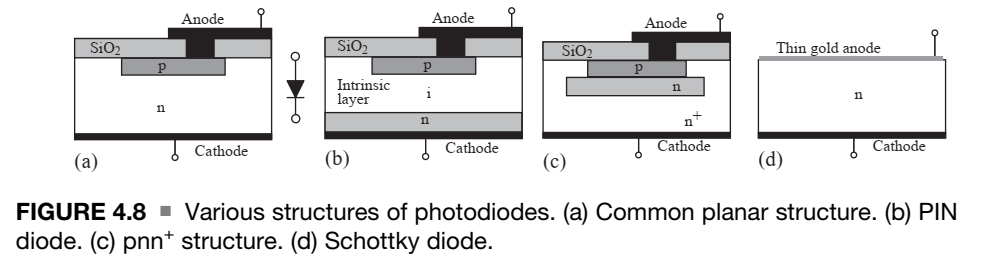 Anode
SiO₂
p
n
Cathode
(a)
Anode
SiO₂
p
Intrinsic
layer
i
n
Cathode
(b)
Anode
SiO₂
p
n
n⁺
Cathode
(c)
Thin gold anode
n
Cathode
(d)
FIGURE 4.8 ■ Various structures of photodiodes. (a) Common planar structure. (b) PIN
diode. (c) pnn⁺ structure. (d) Schottky diode.